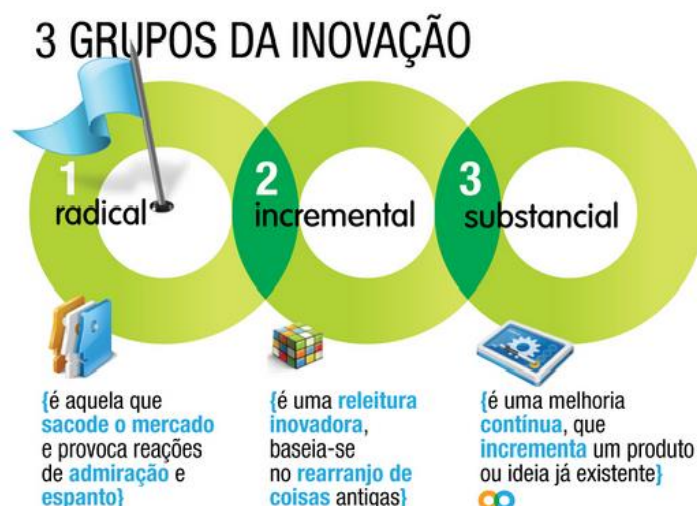 3 GRUPOS DA INOVAÇÃO
1
radical
2
incremental
3
substancial
{é aquela que
sacode o mercado
e provoca reações
de admiração e
espanto}
{é uma releitura
inovadora,
baseia-se
no rearranjo de
coisas antigas}
{é uma melhoria
contínua, que
incrementa um produto
ou ideia já existente}